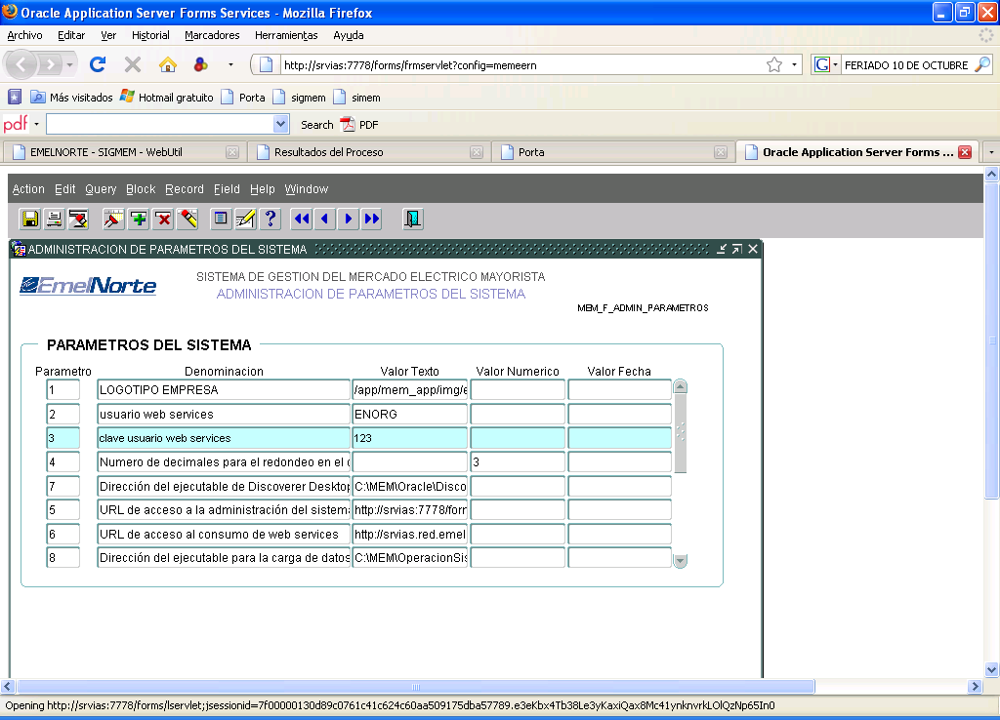 Oracle Application Server Forms Services - Mozilla Firefox
Archivo Editar Ver Historial Marcadores Herramientas Ayuda
http://srvias:7778/forms/frmservlet?config=memeern
G FERIADO 10 DE OCTUBRE
Más visitados Hotmail gratuito Porta sigmem simem
pdf Search PDF
EMELNORTE - SIGMEM - WebUtil Resultados del Proceso Porta Oracle Application Server Forms ...
Action Edit Query Block Record Field Help Window
ADMINISTRACION DE PARAMETROS DEL SISTEMA
EmelNorte
SISTEMA DE GESTION DEL MERCADO ELECTRICO MAYORISTA
ADMINISTRACION DE PARAMETROS DEL SISTEMA
MEM_F_ADMIN_PARAMETROS
PARAMETROS DEL SISTEMA
Parametro Denominacion Valor Texto Valor Numerico Valor Fecha
1 LOGOTIPO EMPRESA /app/mem_app/img/e
2 usuario web services ENORG
3 clave usuario web services 123
4 Numero de decimales para el redondeo en el c 3
7 Dirección del ejecutable de Discoverer Desktop C:\MEM\Oracle\Disco
5 URL de acceso a la administración del sistema http://srvias:7778/forr
6 URL de acceso al consumo de web services http://srvias.red.emel
8 Dirección del ejecutable para la carga de datos C:\MEM\OperacionSis
Opening http://srvias:7778/forms/lservlet;jsessionid=7f00000130d89c0761c41c624c60aa509175dba57789.e3eKbx4Tb38Le3yKaxiQax8Mc41ynknvrkLOlQzNp65In0